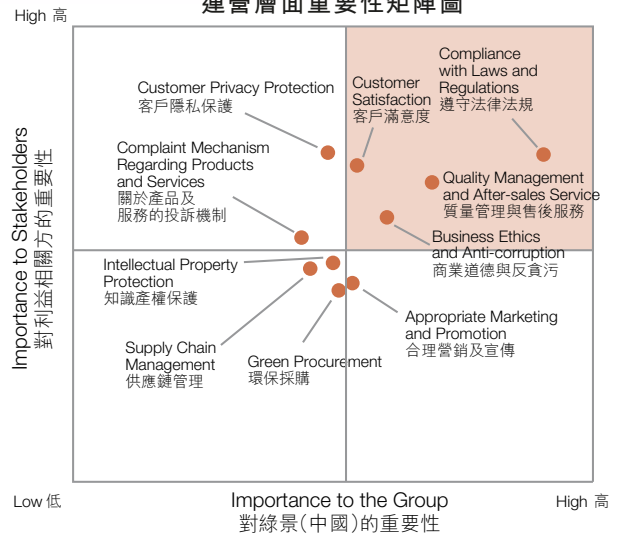 運營層面重要性矩陣圖
High 高
Compliance
with Laws and
Regulations
遵守法律法規
Customer Privacy Protection
客戶隱私保護
Customer
Satisfaction
客戶滿意度
Complaint Mechanism
Regarding Products
and Services
關於產品及
服務的投訴機制
Quality Management
and After-sales Service
質量管理與售後服務
Business Ethics
and Anti-corruption
商業道德與反貪污
Importance to Stakeholders
對利益相關方的重要性
Intellectual Property
Protection
知識產權保護
Appropriate Marketing
and Promotion
合理營銷及宣傳
Supply Chain
Management
供應鏈管理
Green Procurement
環保採購
Low 低
Importance to the Group
對綠景(中國)的重要性
High 高